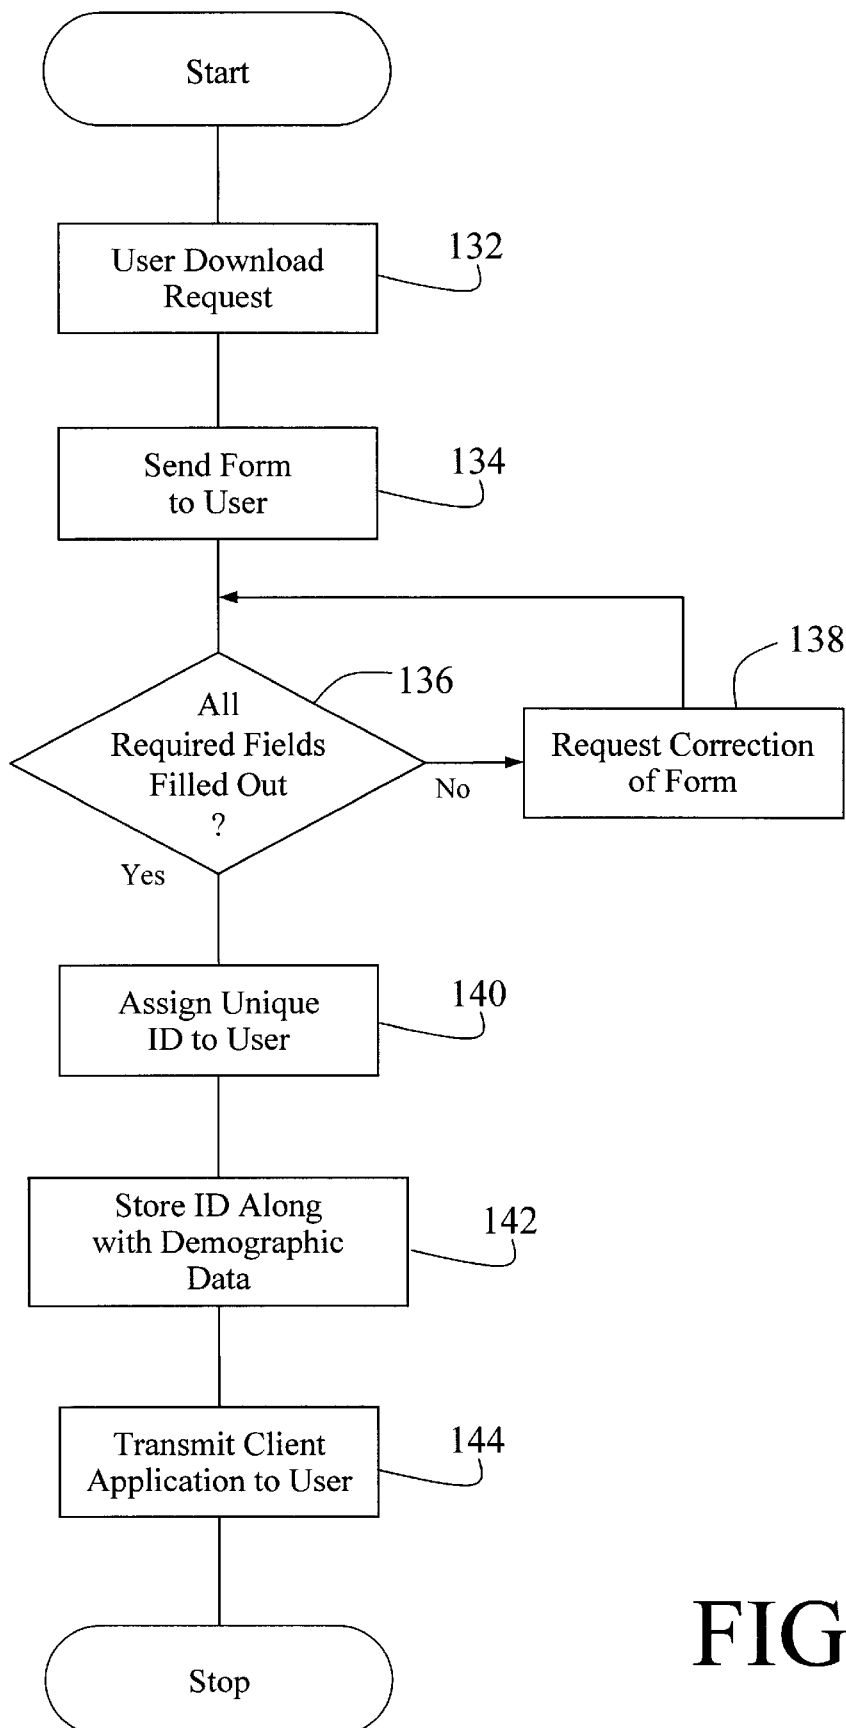 Start
User Download
Request
132
Send Form
to User
134
All
Required Fields
Filled Out
?
136
No
Request Correction
of Form
138
Yes
Assign Unique
ID to User
140
Store ID Along
with Demographic
Data
142
Transmit Client
Application to User
144
Stop
FIG